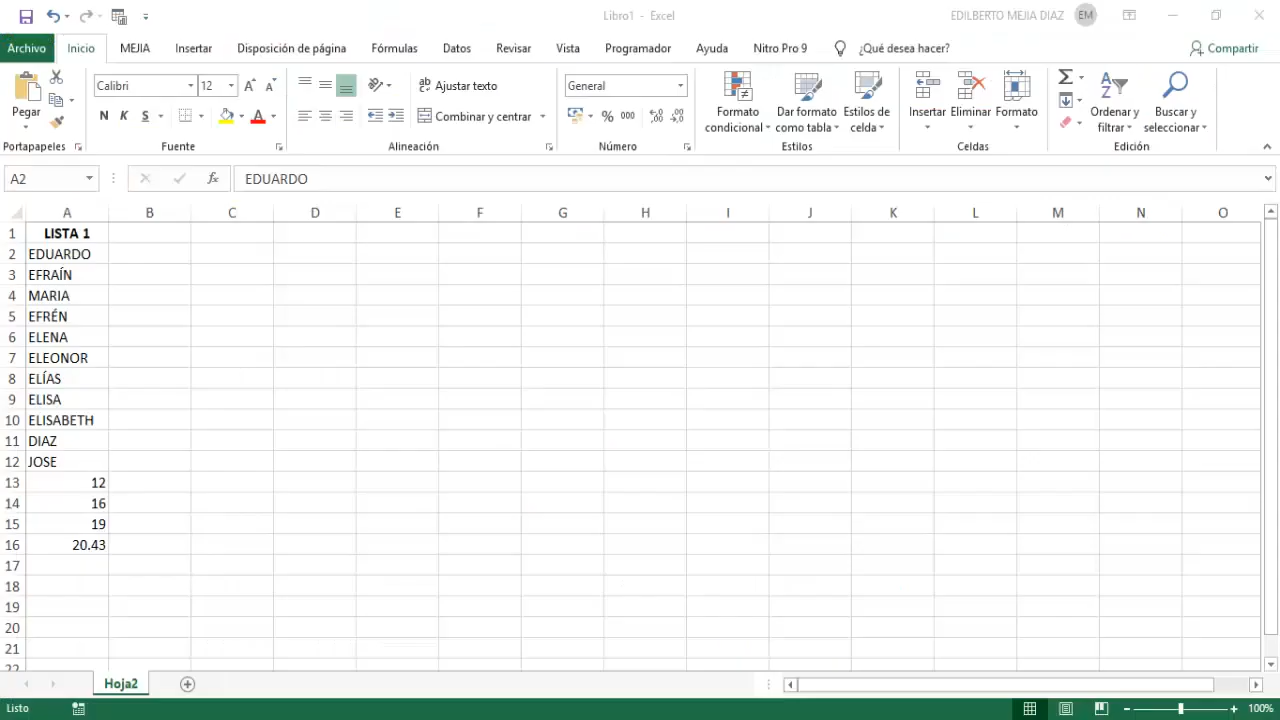 Libro1 - Excel
EDILBERTO MEJIA DIAZ EM
Archivo Inicio MEJIA Insertar Disposición de página Fórmulas Datos Revisar Vista Programador Ayuda Nitro Pro 9 ¿Qué desea hacer? Compartir
Pegar
Portapapeles
Calibri 12
N K S A
Fuente
ab Ajustar texto
Combinar y centrar
Alineación
General
% 000
Número
Formato condicional
Dar formato como tabla
Estilos de celda
Estilos
Insertar Eliminar Formato
Celdas
Ordenar y filtrar
Buscar y seleccionar
Edición
A2 fx EDUARDO
A B C D E F G H I J K L M N O
1 LISTA 1
2 EDUARDO
3 EFRAÍN
4 MARIA
5 EFRÉN
6 ELENA
7 ELEONOR
8 ELÍAS
9 ELISA
10 ELISABETH
11 DIAZ
12 JOSE
13 12
14 16
15 19
16 20.43
17
18
19
20
21
22
Hoja2
Listo 100%